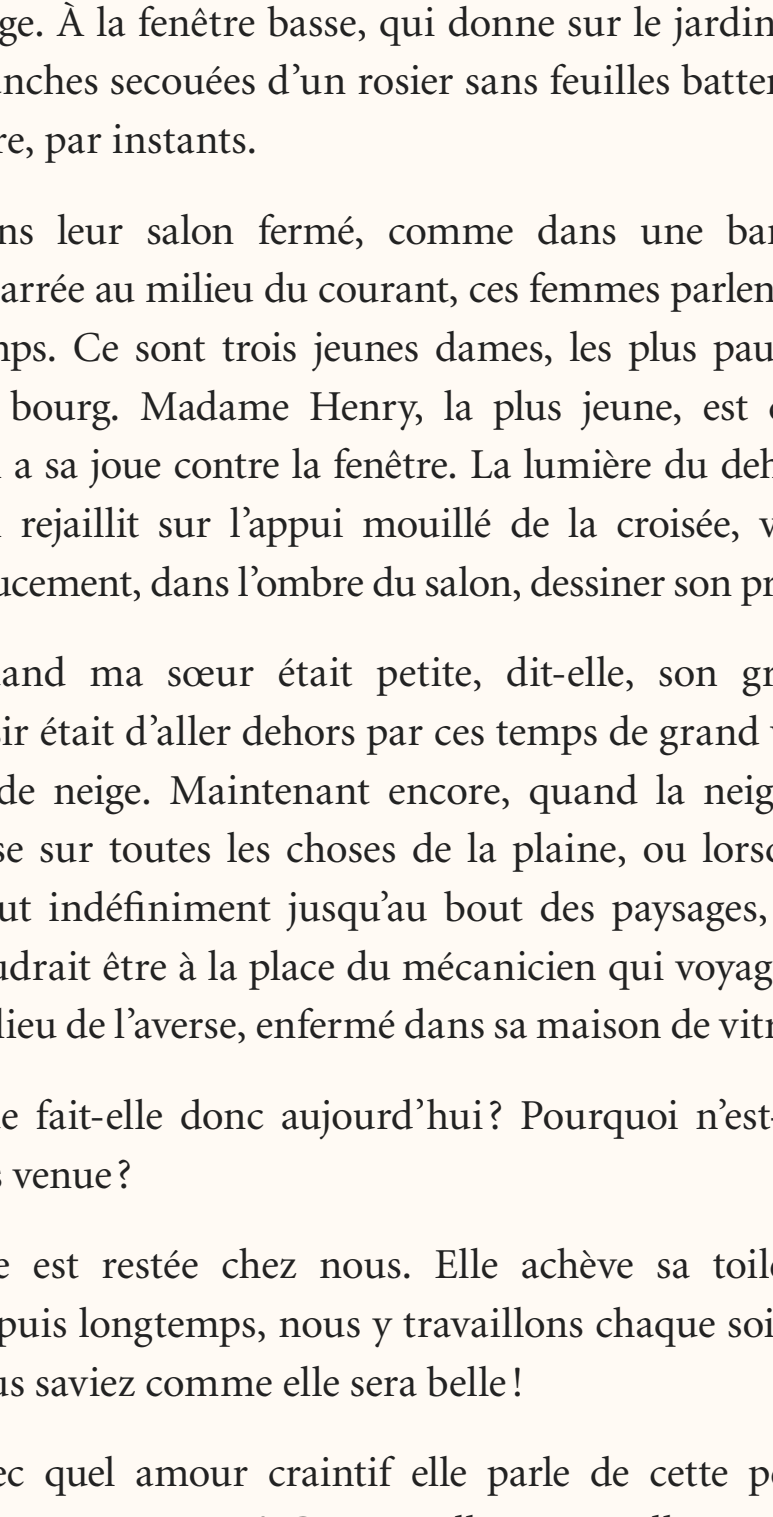 ge. À la fenêtre basse, qui donne sur le jardin
nches secouées d’un rosier sans feuilles batte
re, par instants.
ns leur salon fermé, comme dans une ba
arrée au milieu du courant, ces femmes parlen
ps. Ce sont trois jeunes dames, les plus pau
bourg. Madame Henry, la plus jeune, est
a sa joue contre la fenêtre. La lumière du deh
rejaillit sur l’appui mouillé de la croisée, v
ucement, dans l’ombre du salon, dessiner son pr
and ma sœur était petite, dit-elle, son gr
ir était d’aller dehors par ces temps de grand
de neige. Maintenant encore, quand la neig
se sur toutes les choses de la plaine, ou lors
ut indéfiniment jusqu’au bout des paysages,
udrait être à la place du mécanicien qui voyag
lieu de l’averse, enfermé dans sa maison de vitr
e fait-elle donc aujourd’hui ? Pourquoi n’est-
s venue ?
e est restée chez nous. Elle achève sa toil
puis longtemps, nous y travaillons chaque soi
us saviez comme elle sera belle !
ec quel amour craintif elle parle de cette p